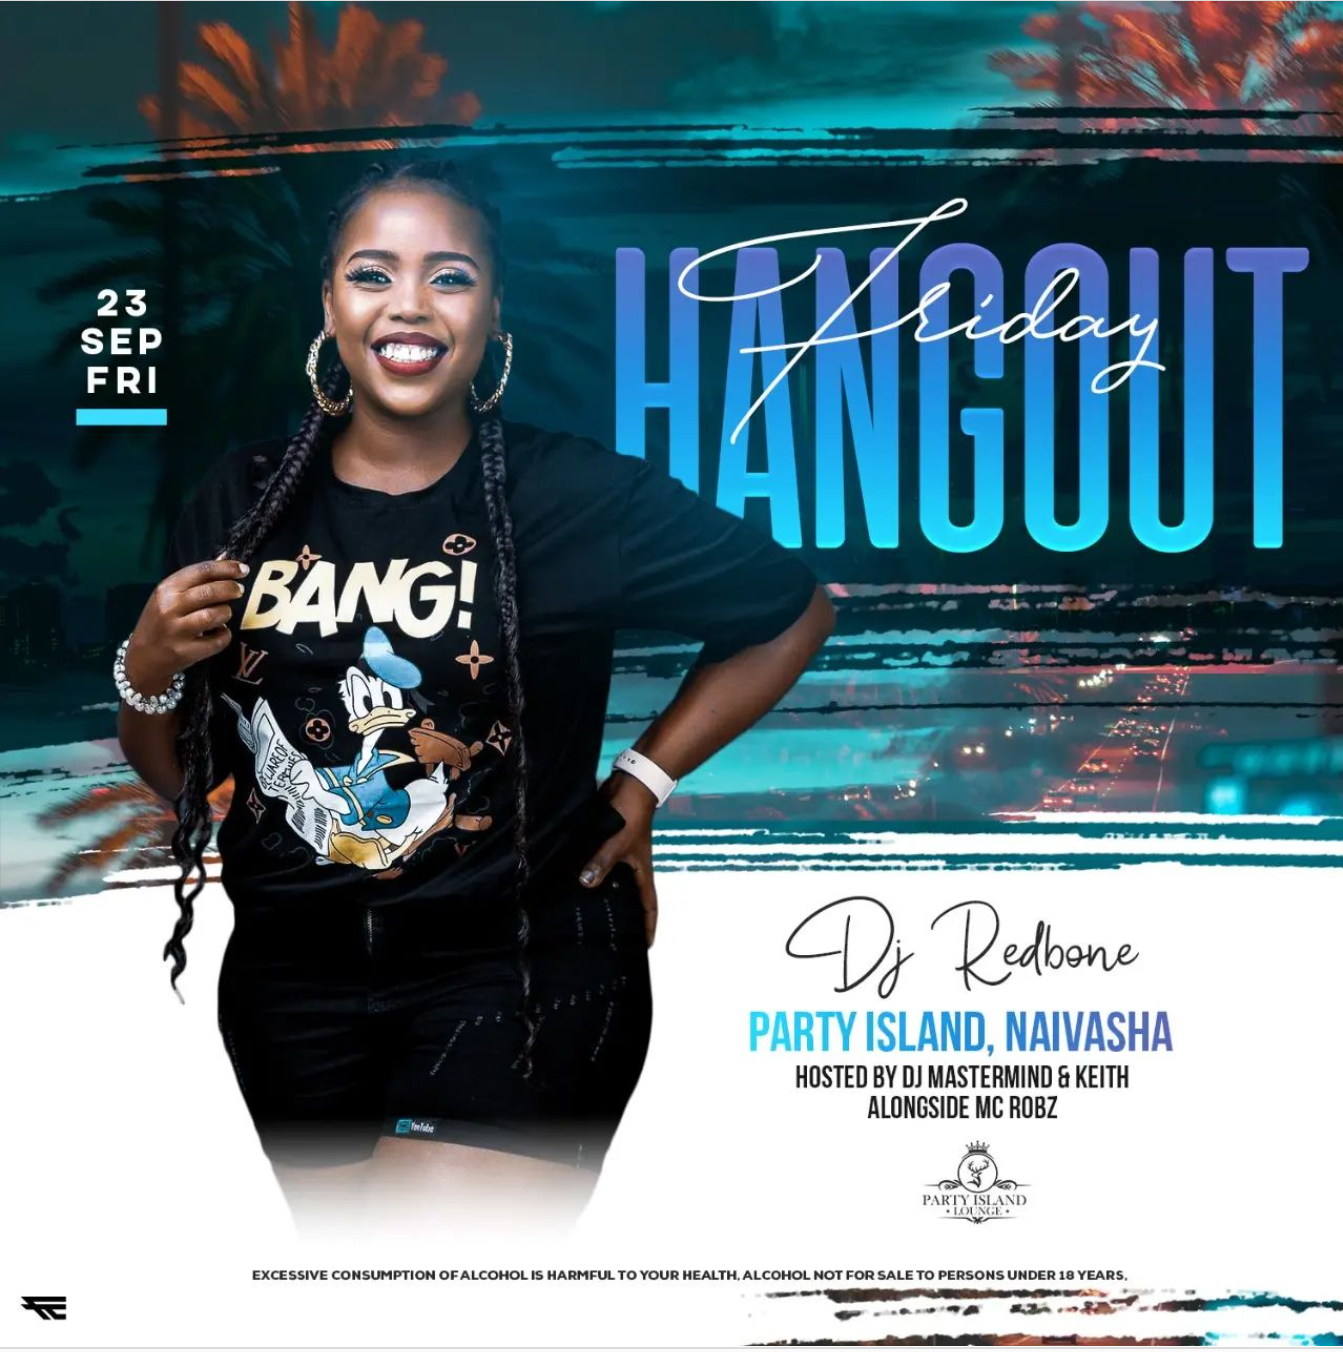 23
SEP
FRI
HANGOUT
Friday
BANG!
Dj Redbone
PARTY ISLAND, NAIVASHA
HOSTED BY DJ MASTERMIND & KEITH
ALONGSIDE MC ROBZ
YouTube
PARTY ISLAND
• LOUNGE •
EXCESSIVE CONSUMPTION OF ALCOHOL IS HARMFUL TO YOUR HEALTH, ALCOHOL NOT FOR SALE TO PERSONS UNDER 18 YEARS.